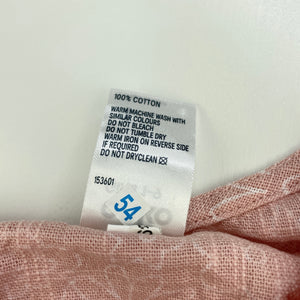 100% COTTON
WARM MACHINE WASH WITH
SIMILAR COLOURS
DO NOT BLEACH
DO NOT TUMBLE DRY
WARM IRON ON REVERSE SIDE
IF REQUIRED
DO NOT DRYCLEAN
153601
54